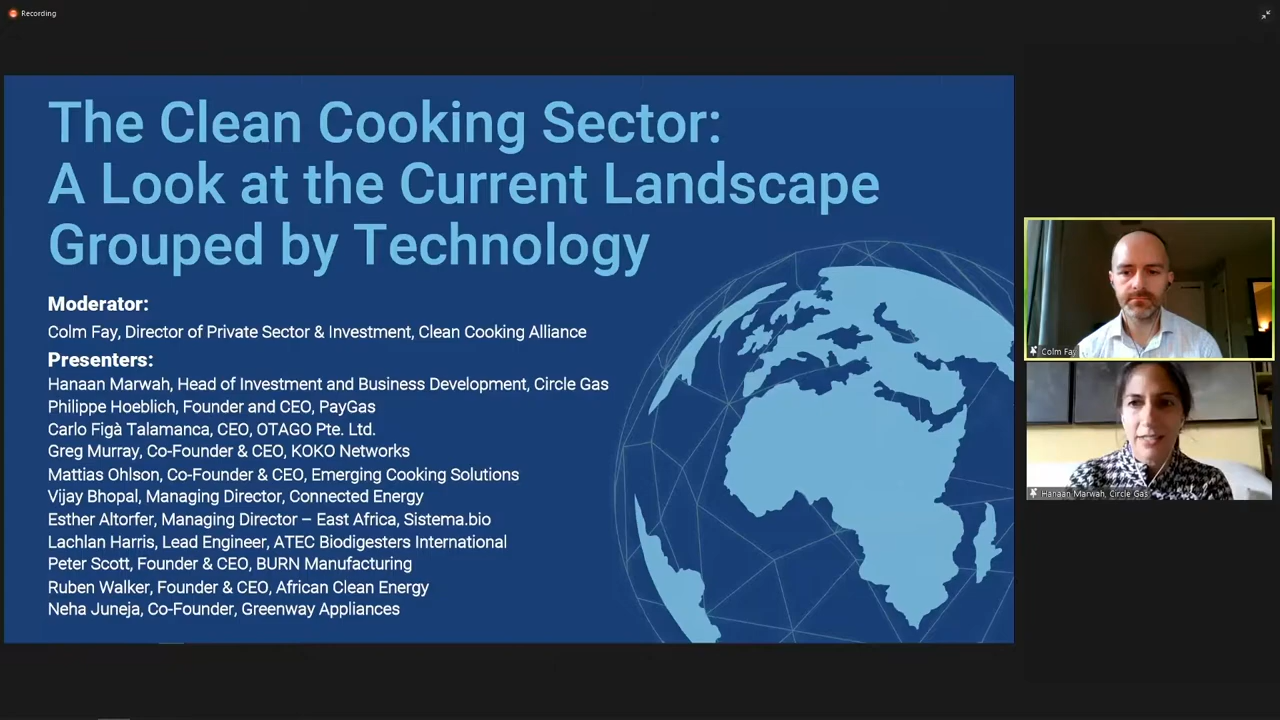 Recording
The Clean Cooking Sector:
A Look at the Current Landscape
Grouped by Technology
Moderator:
Colm Fay, Director of Private Sector & Investment, Clean Cooking Alliance
Presenters:
Hanaan Marwah, Head of Investment and Business Development, Circle Gas
Philippe Hoeblich, Founder and CEO, PayGas
Carlo Figà Talamanca, CEO, OTAGO Pte. Ltd.
Greg Murray, Co-Founder & CEO, KOKO Networks
Mattias Ohlson, Co-Founder & CEO, Emerging Cooking Solutions
Vijay Bhopal, Managing Director, Connected Energy
Esther Altorfer, Managing Director – East Africa, Sistema.bio
Lachlan Harris, Lead Engineer, ATEC Biodigesters International
Peter Scott, Founder & CEO, BURN Manufacturing
Ruben Walker, Founder & CEO, African Clean Energy
Neha Juneja, Co-Founder, Greenway Appliances
Colm Fay
Hanaan Marwah, Circle Gas